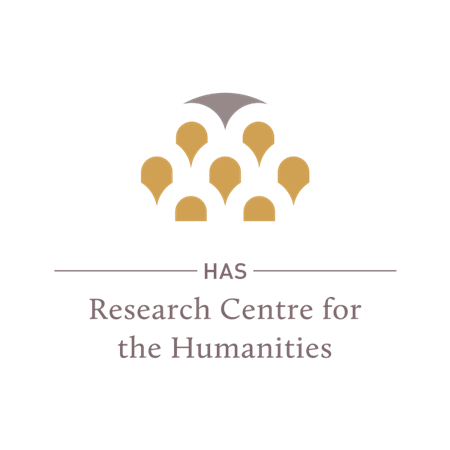 HAS
Research Centre for
the Humanities